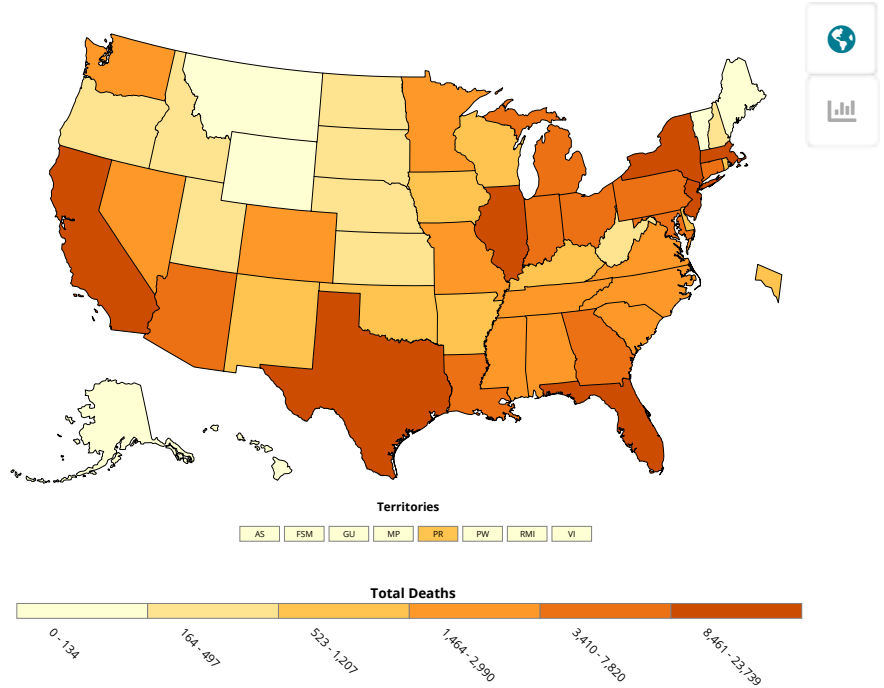 Territories
AS FSM GU MP PR PW RMI VI
Total Deaths
0 - 134
164 - 497
523 - 1,207
1,464 - 2,990
3,410 - 7,820
8,461 - 23,739